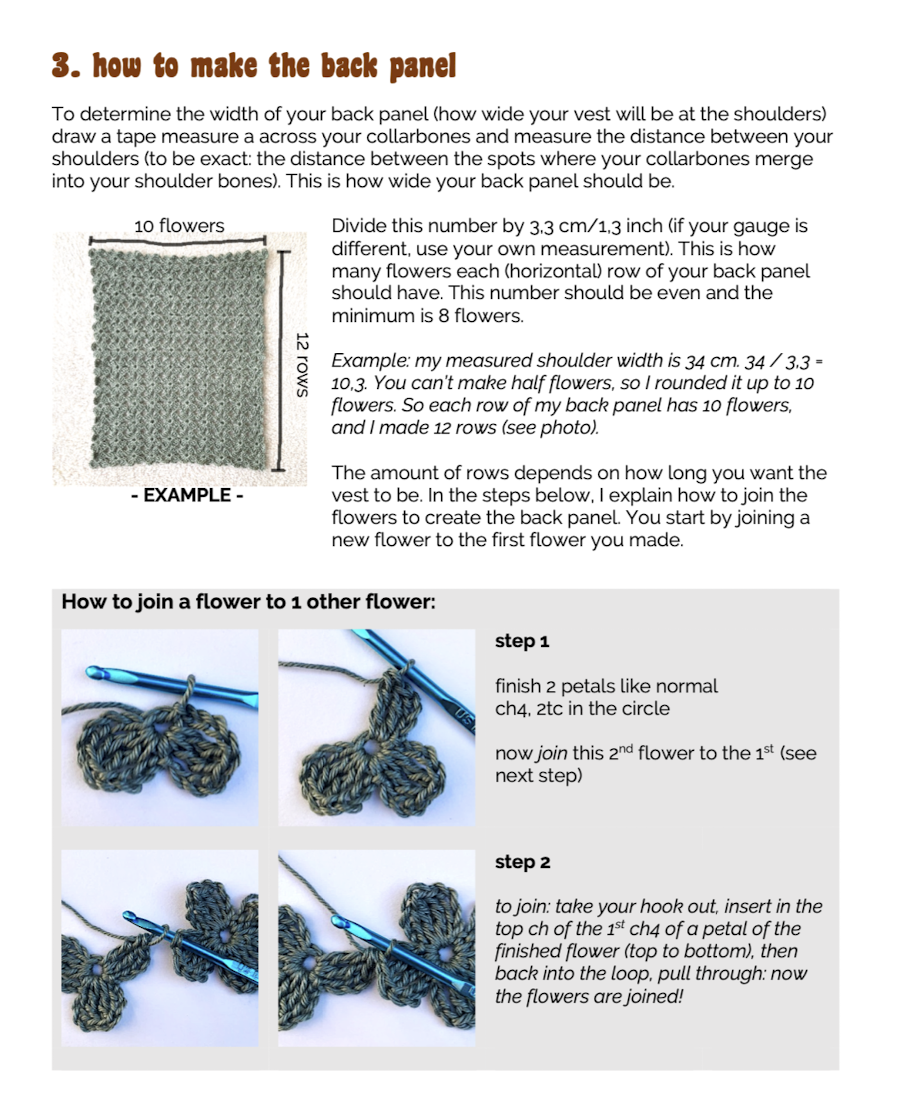 3. how to make the back panel
To determine the width of your back panel (how wide your vest will be at the shoulders)
draw a tape measure a across your collarbones and measure the distance between your
shoulders (to be exact: the distance between the spots where your collarbones merge
into your shoulder bones). This is how wide your back panel should be.
10 flowers
12 rows
- EXAMPLE -
Divide this number by 3,3 cm/1,3 inch (if your gauge is
different, use your own measurement). This is how
many flowers each (horizontal) row of your back panel
should have. This number should be even and the
minimum is 8 flowers.
Example: my measured shoulder width is 34 cm. 34 / 3,3 =
10,3. You can't make half flowers, so I rounded it up to 10
flowers. So each row of my back panel has 10 flowers,
and I made 12 rows (see photo).
The amount of rows depends on how long you want the
vest to be. In the steps below, I explain how to join the
flowers to create the back panel. You start by joining a
new flower to the first flower you made.
How to join a flower to 1 other flower:
step 1
finish 2 petals like normal
ch4, 2tc in the circle
now join this 2nd flower to the 1st (see
next step)
step 2
to join: take your hook out, insert in the
top ch of the 1st ch4 of a petal of the
finished flower (top to bottom), then
back into the loop, pull through: now
the flowers are joined!